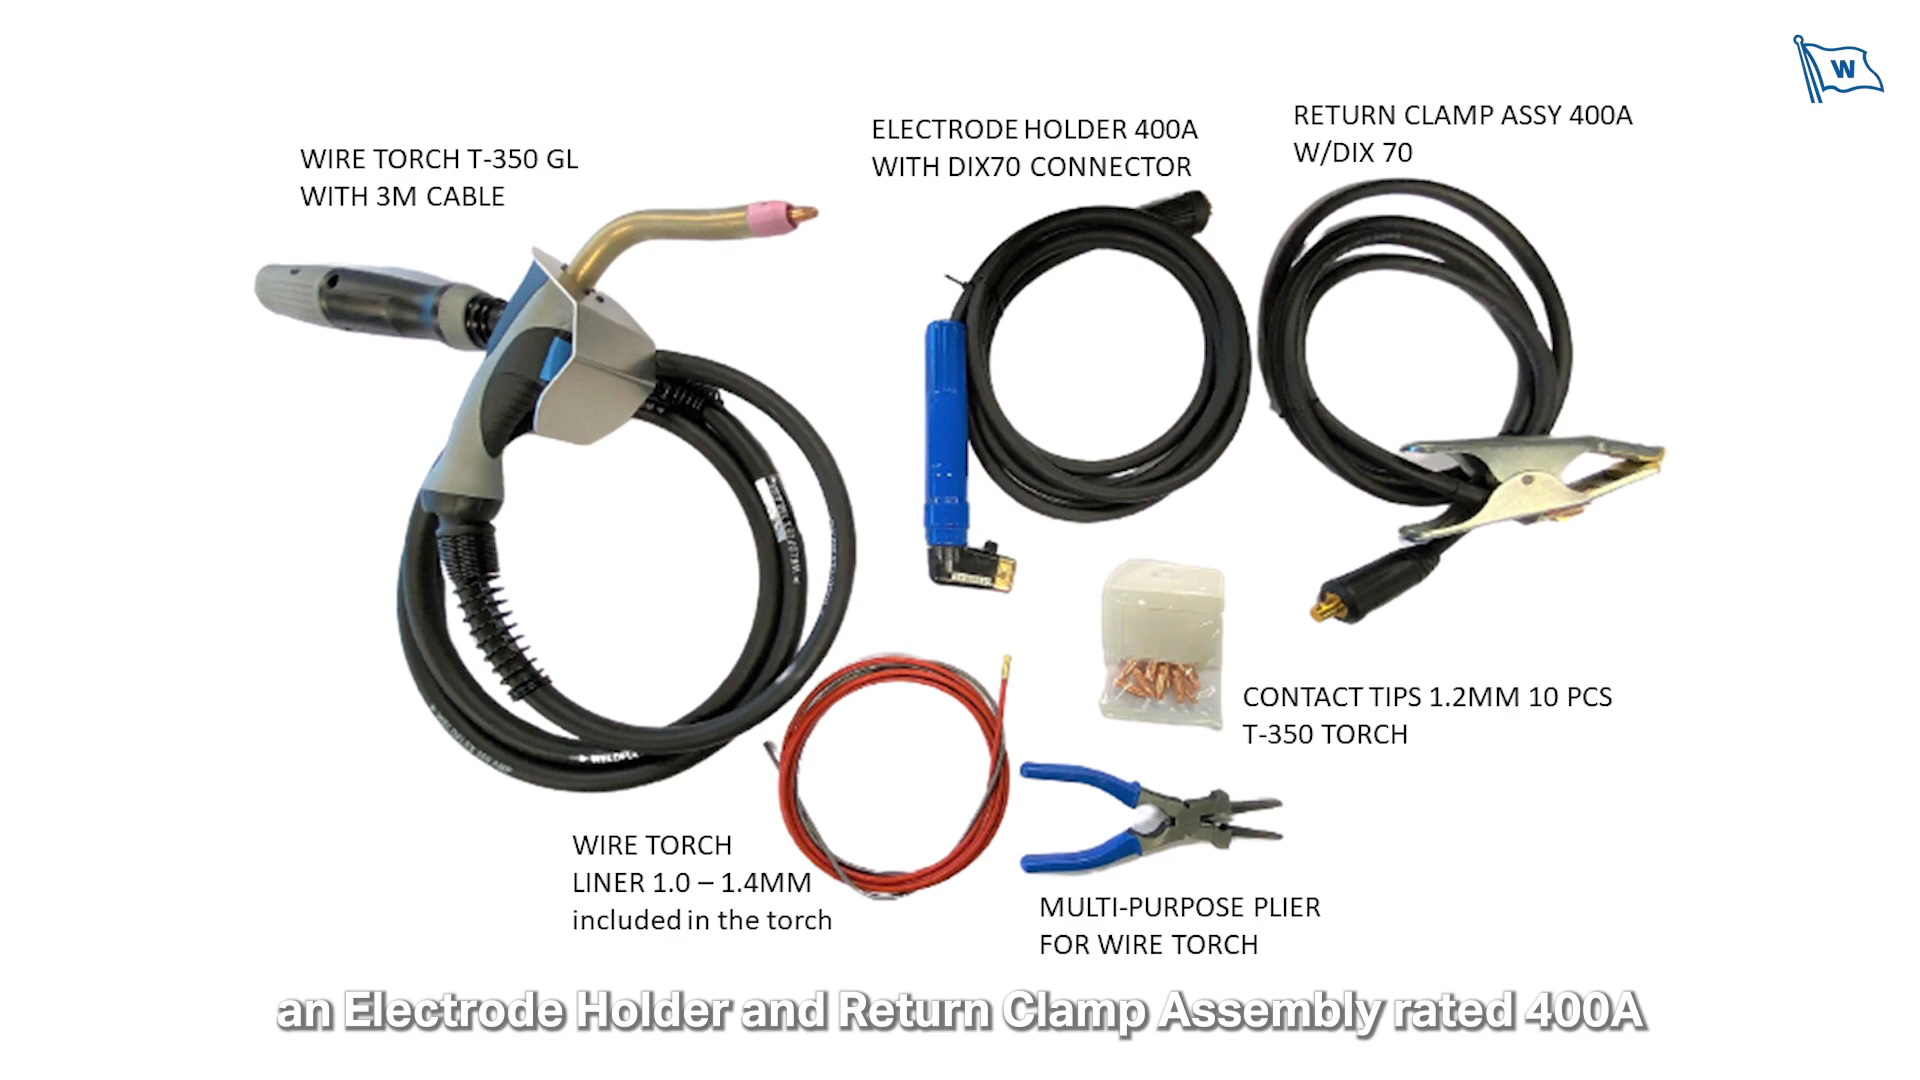 W
WIRE TORCH T-350 GL
WITH 3M CABLE
ELECTRODE HOLDER 400A
WITH DIX70 CONNECTOR
RETURN CLAMP ASSY 400A
W/DIX 70
CONTACT TIPS 1.2MM 10 PCS
T-350 TORCH
WIRE TORCH
LINER 1.0 – 1.4MM
included in the torch
MULTI-PURPOSE PLIER
FOR WIRE TORCH
an Electrode Holder and Return Clamp Assembly rated 400A